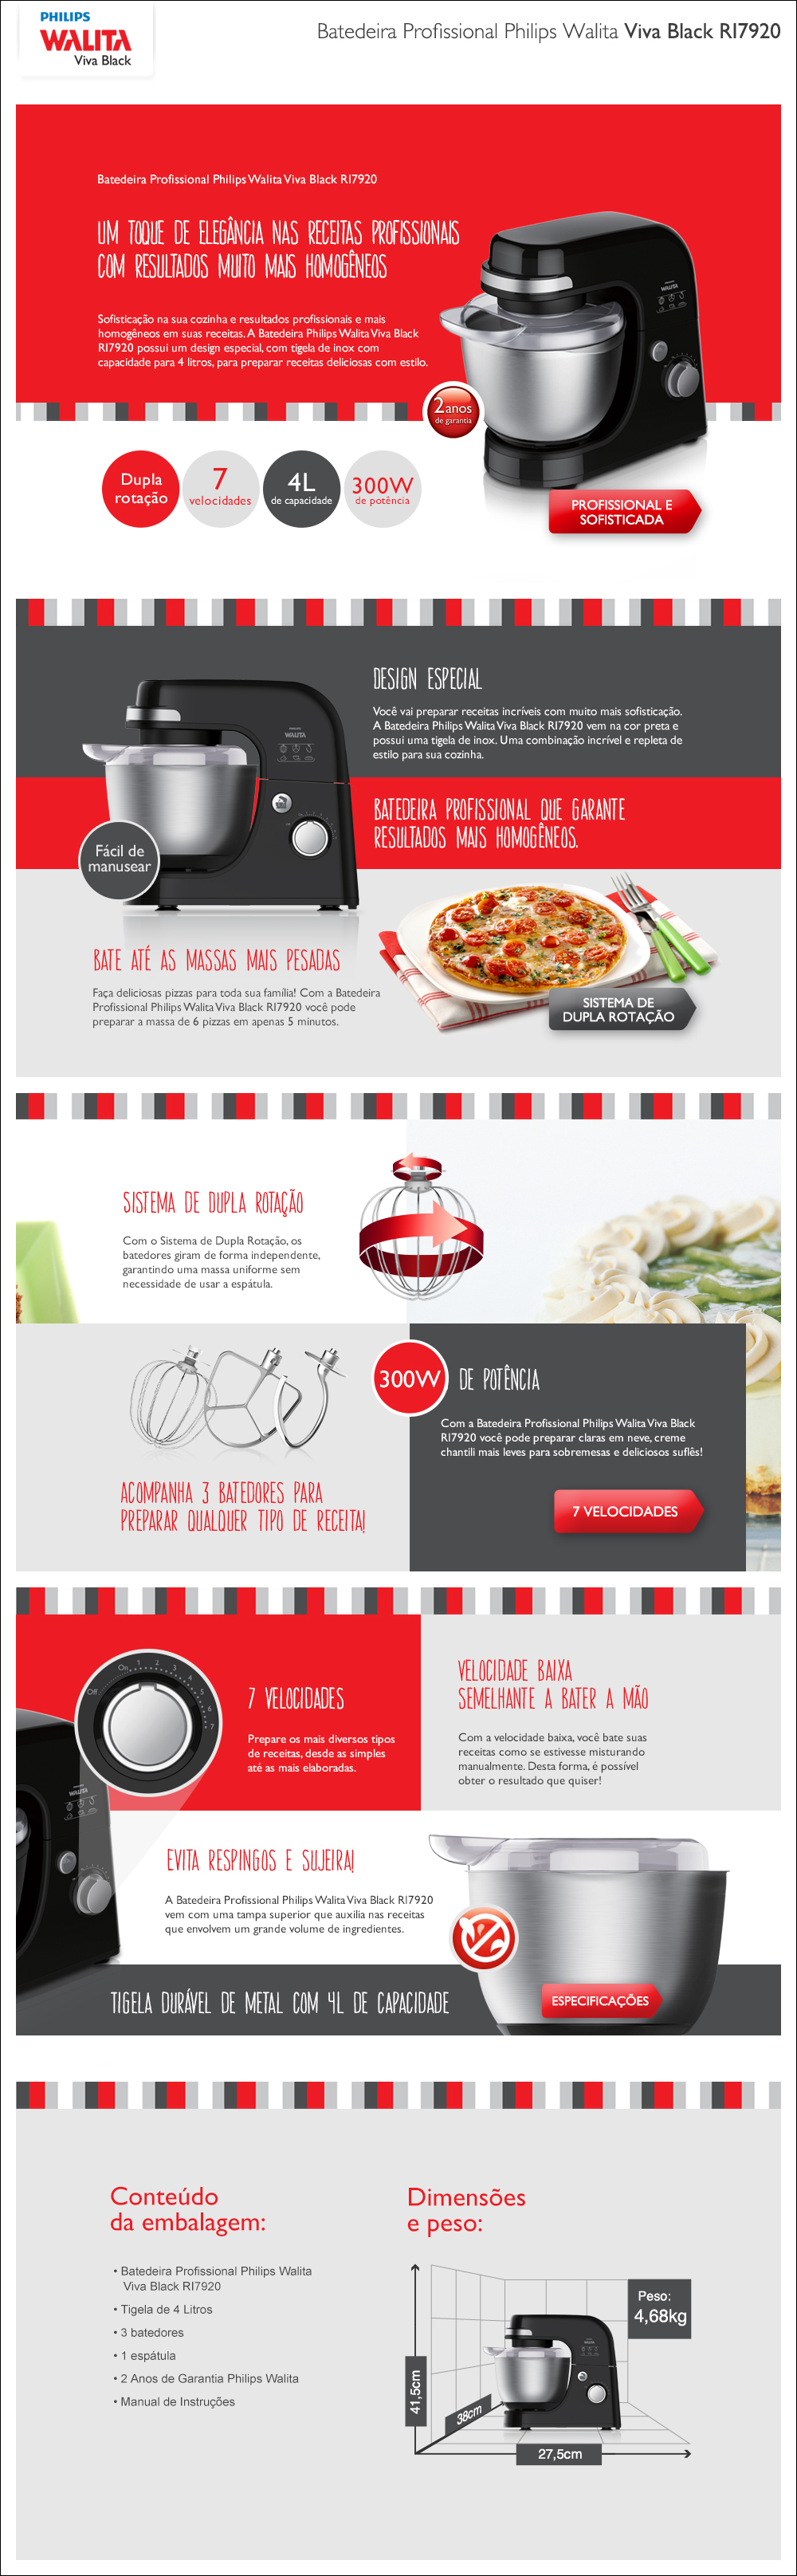 PHILIPS
WALITA
Viva Black
Batedeira Profissional Philips Walita Viva Black RI7920
Batedeira Profissional Philips Walita Viva Black RI7920
UM TOQUE DE ELEGÂNCIA NAS RECEITAS PROFISSIONAIS
COM RESULTADOS MUITO MAIS HOMOGÊNEOS
Sofisticação na sua cozinha e resultados profissionais e mais
homogêneos em suas receitas. A Batedeira Philips Walita Viva Black
RI7920 possui um design especial, com tigela de inox com
capacidade para 4 litros, para preparar receitas deliciosas com estilo.
WALITA
2 anos
de garantia
Dupla
rotação
7
velocidades
4L
de capacidade
300W
de potência
PROFISSIONAL E
SOFISTICADA
DESIGN ESPECIAL
Você vai preparar receitas incríveis com muito mais sofisticação.
A Batedeira Philips Walita Viva Black RI7920 vem na cor preta e
possui uma tigela de inox. Uma combinação incrível e repleta de
estilo para sua cozinha.
WALITA
BATEDEIRA PROFISSIONAL QUE GARANTE
RESULTADOS MAIS HOMOGÊNEOS.
Fácil de
manusear
BATE ATÉ AS MASSAS MAIS PESADAS
Faça deliciosas pizzas para toda sua família! Com a Batedeira
Profissional Philips Walita Viva Black RI7920 você pode
preparar a massa de 6 pizzas em apenas 5 minutos.
SISTEMA DE
DUPLA ROTAÇÃO
SISTEMA DE DUPLA ROTAÇÃO
Com o Sistema de Dupla Rotação, os
batedores giram de forma independente,
garantindo uma massa uniforme sem
necessidade de usar a espátula.
300W DE POTÊNCIA
Com a Batedeira Profissional Philips Walita Viva Black
RI7920 você pode preparar claras em neve, creme
chantili mais leves para sobremesas e deliciosos suflês!
ACOMPANHA 3 BATEDORES PARA
PREPARAR QUALQUER TIPO DE RECEITA!
7 VELOCIDADES
Off On 1 2 3 4 5 6 7
7 VELOCIDADES
Prepare os mais diversos tipos
de receitas, desde as simples
até as mais elaboradas.
VELOCIDADE BAIXA
SEMELHANTE A BATER A MÃO
Com a velocidade baixa, você bate suas
receitas como se estivesse misturando
manualmente. Desta forma, é possível
obter o resultado que quiser!
WALITA
EVITA RESPINGOS E SUJEIRA!
A Batedeira Profissional Philips Walita Viva Black RI7920
vem com uma tampa superior que auxilia nas receitas
que envolvem um grande volume de ingredientes.
TIGELA DURÁVEL DE METAL COM 4L DE CAPACIDADE
ESPECIFICAÇÕES
Conteúdo
da embalagem:
• Batedeira Profissional Philips Walita
Viva Black RI7920
• Tigela de 4 Litros
• 3 batedores
• 1 espátula
• 2 Anos de Garantia Philips Walita
• Manual de Instruções
Dimensões
e peso:
Peso:
4,68kg
41,5cm
38cm
27,5cm